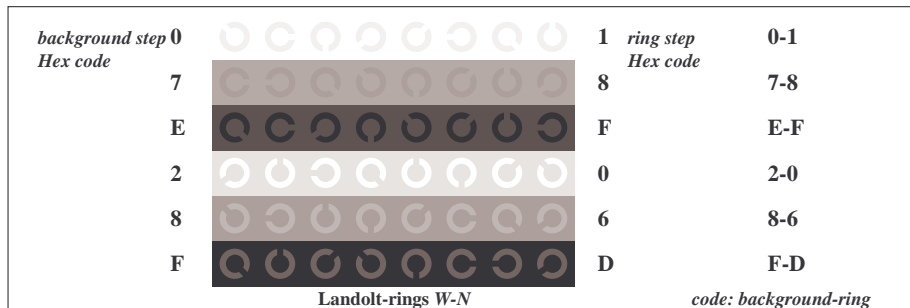 background step 0 1 ring step 0-1
Hex code Hex code
7 8 7-8
E F E-F
2 0 2-0
8 6 8-6
F D F-D
Landolt-rings W-N code: background-ring